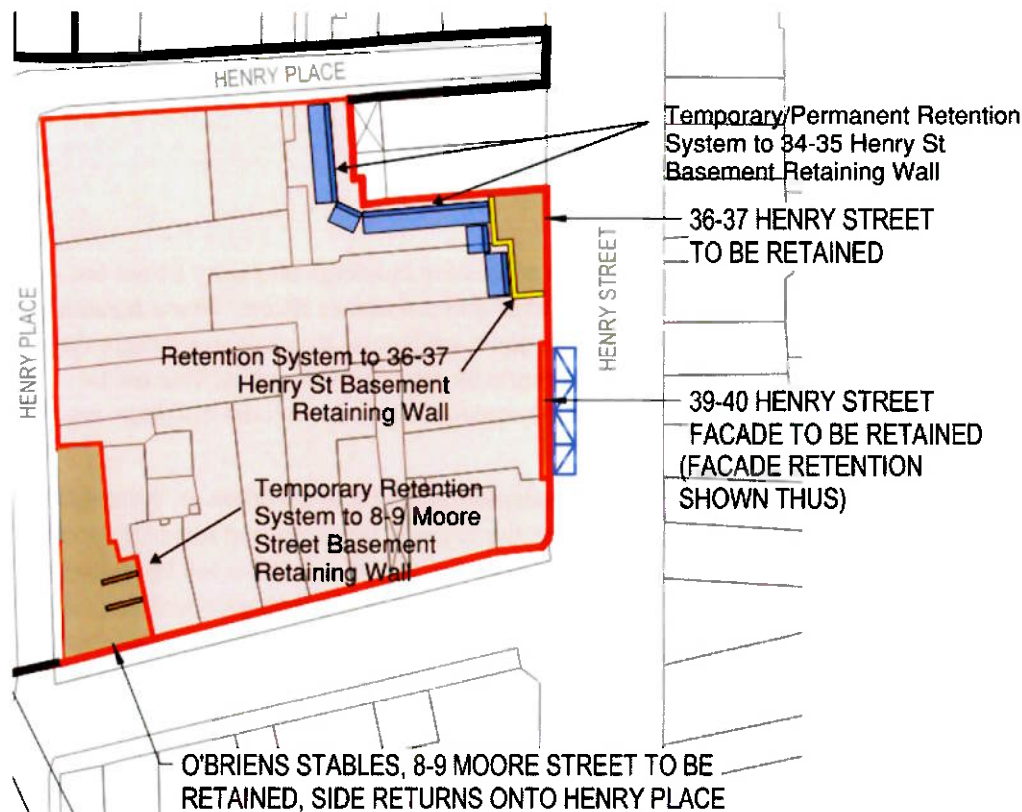 HENRY PLACE
Temporary/Permanent Retention
System to 34-35 Henry St
Basement Retaining Wall
36-37 HENRY STREET
TO BE RETAINED
HENRY STREET
HENRY PLACE
Retention System to 36-37
Henry St Basement
Retaining Wall
39-40 HENRY STREET
FACADE TO BE RETAINED
(FACADE RETENTION
SHOWN THUS)
Temporary Retention
System to 8-9 Moore
Street Basement
Retaining Wall
O'BRIENS STABLES, 8-9 MOORE STREET TO BE
RETAINED, SIDE RETURNS ONTO HENRY PLACE